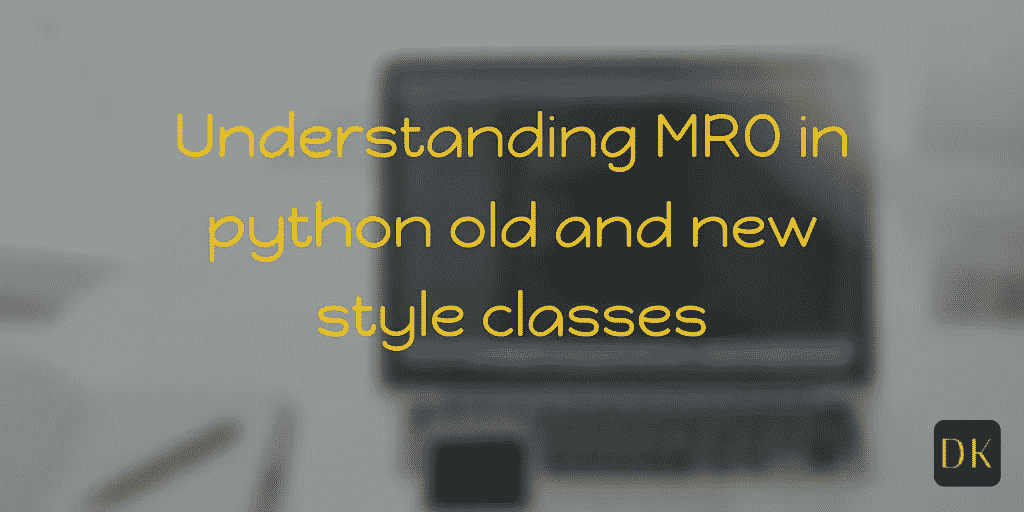 Understanding MRO in
python old and new
style classes
DK